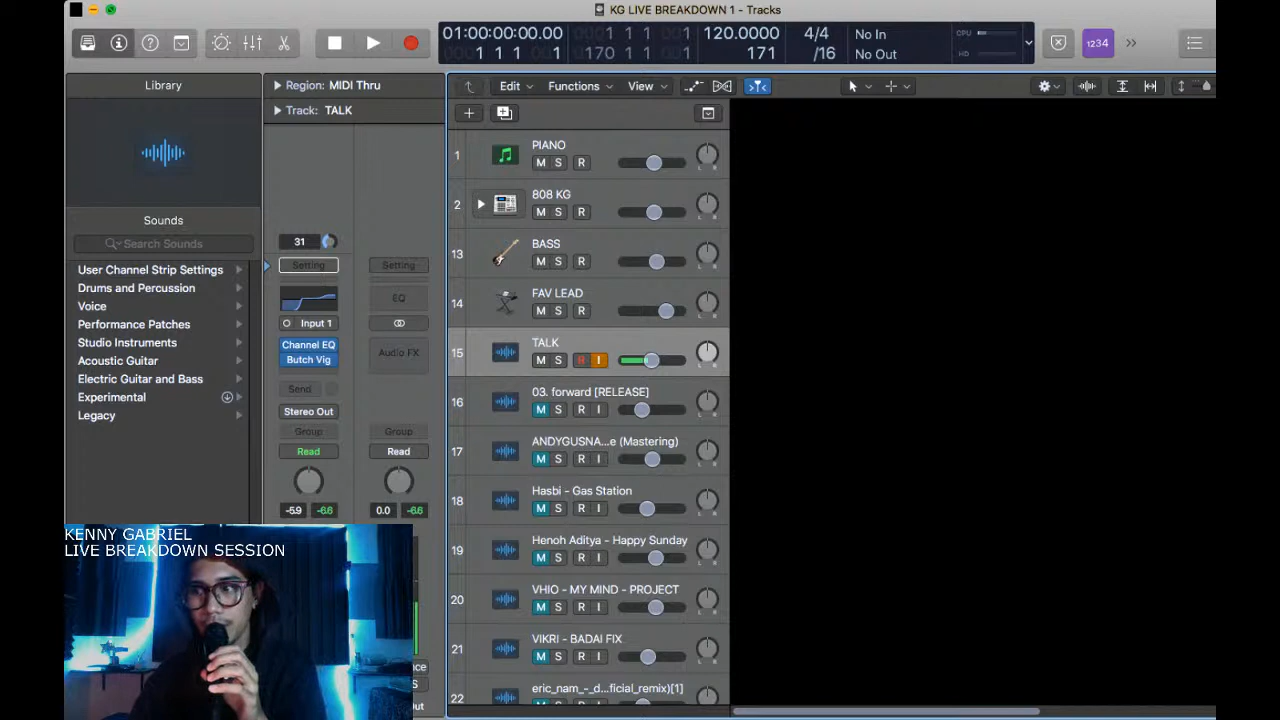 KG LIVE BREAKDOWN 1 - Tracks
01:00:00:00.00
1 1 1 1
1 1 1 1
170 1 1 1
120.0000
171
4/4
/16
No In
No Out
CPU
HD
1234
Library
Region: MIDI Thru
Edit
Functions
View
Track: TALK
Sounds
Search Sounds
User Channel Strip Settings
Drums and Percussion
Voice
Performance Patches
Studio Instruments
Acoustic Guitar
Electric Guitar and Bass
Experimental
Legacy
31
Setting
Setting
EQ
Input 1
Channel EQ
Butch Vig
Audio FX
Send
Stereo Out
Group
Group
Read
Read
-5.9 -6.6
0.0 -6.6
1 PIANO
M S R
L R
2 808 KG
M S R
L R
13 BASS
M S R
L R
14 FAV LEAD
M S R
L R
15 TALK
M S R I
L R
16 03. forward [RELEASE]
M S R I
L R
17 ANDYGUSNA...e (Mastering)
M S R I
L R
18 Hasbi - Gas Station
M S R I
L R
19 Henoh Aditya - Happy Sunday
M S R I
L R
20 VHIO - MY MIND - PROJECT
M S R I
L R
21 VIKRI - BADAI FIX
M S R I
L R
22 eric_nam_-_d...ficial_remix)[1]
KENNY GABRIEL
LIVE BREAKDOWN SESSION